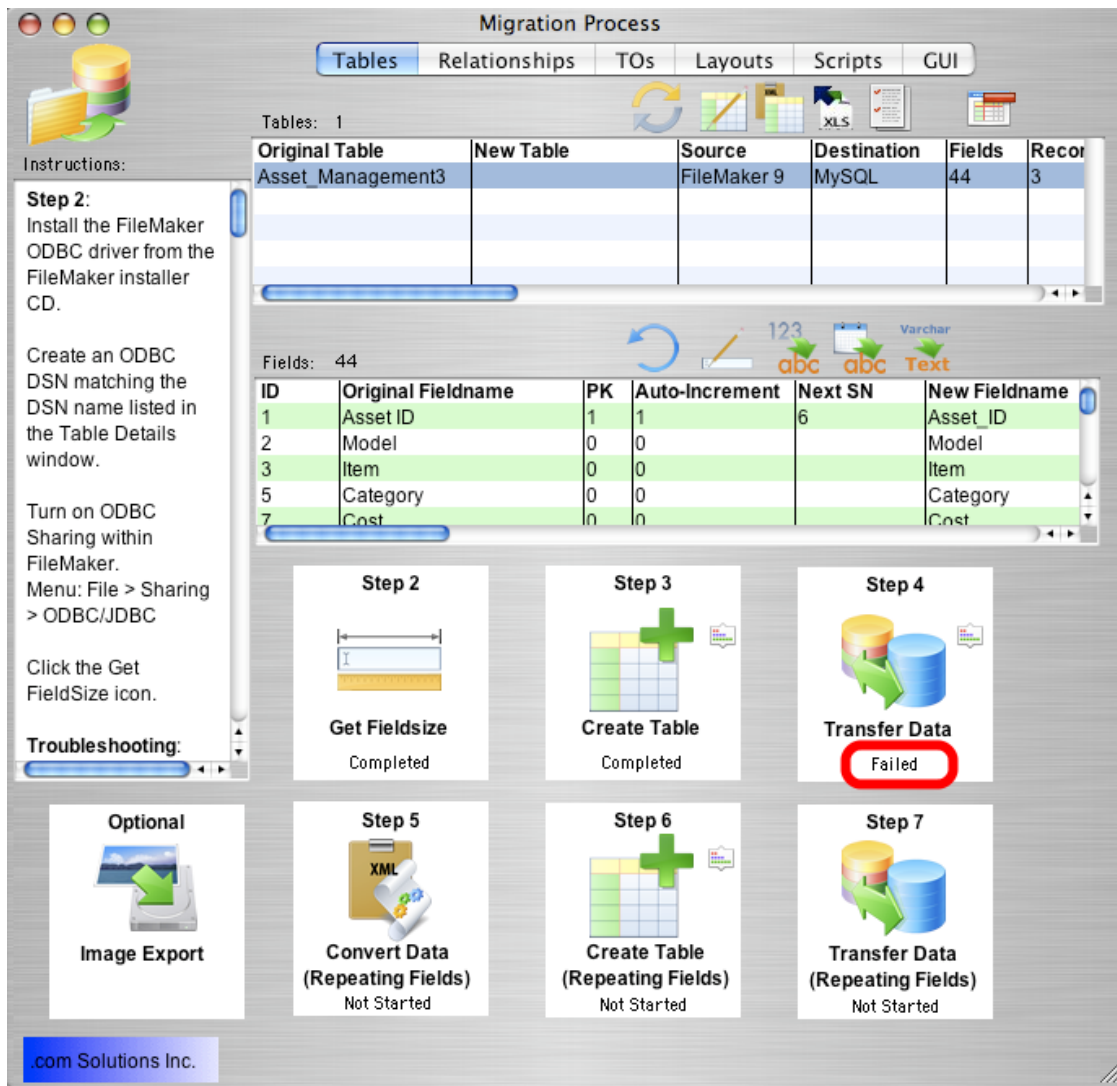 Migration Process
Tables Relationships TOs Layouts Scripts GUI
Tables: 1
XML
XLS
Instructions:
Original Table New Table Source Destination Fields Recor
Asset_Management3 FileMaker 9 MySQL 44 3
Step 2:
Install the FileMaker
ODBC driver from the
FileMaker installer
CD.
Create an ODBC
DSN matching the
DSN name listed in
the Table Details
window.
Turn on ODBC
Sharing within
FileMaker.
Menu: File > Sharing
> ODBC/JDBC
Click the Get
FieldSize icon.
Troubleshooting:
Fields: 44
123
abc
abc
Varchar
Text
ID Original Fieldname PK Auto-Increment Next SN New Fieldname
1 Asset ID 1 1 6 Asset_ID
2 Model 0 0 Model
3 Item 0 0 Item
5 Category 0 0 Category
7 Cost 0 0 Cost
Step 2
Get Fieldsize
Completed
Step 3
Create Table
Completed
Step 4
Transfer Data
Failed
Optional
Image Export
Step 5
XML
Convert Data
(Repeating Fields)
Not Started
Step 6
Create Table
(Repeating Fields)
Not Started
Step 7
Transfer Data
(Repeating Fields)
Not Started
.com Solutions Inc.